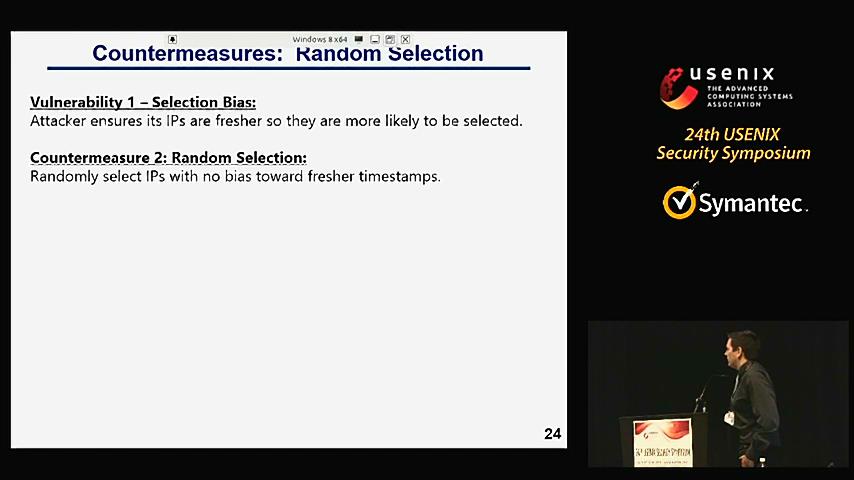 Windows 8 x64
Countermeasures: Random Selection
Vulnerability 1 – Selection Bias:
Attacker ensures its IPs are fresher so they are more likely to be selected.
Countermeasure 2: Random Selection:
Randomly select IPs with no bias toward fresher timestamps.
24
usenix
THE ADVANCED
COMPUTING SYSTEMS
ASSOCIATION
24th USENIX
Security Symposium
Symantec.